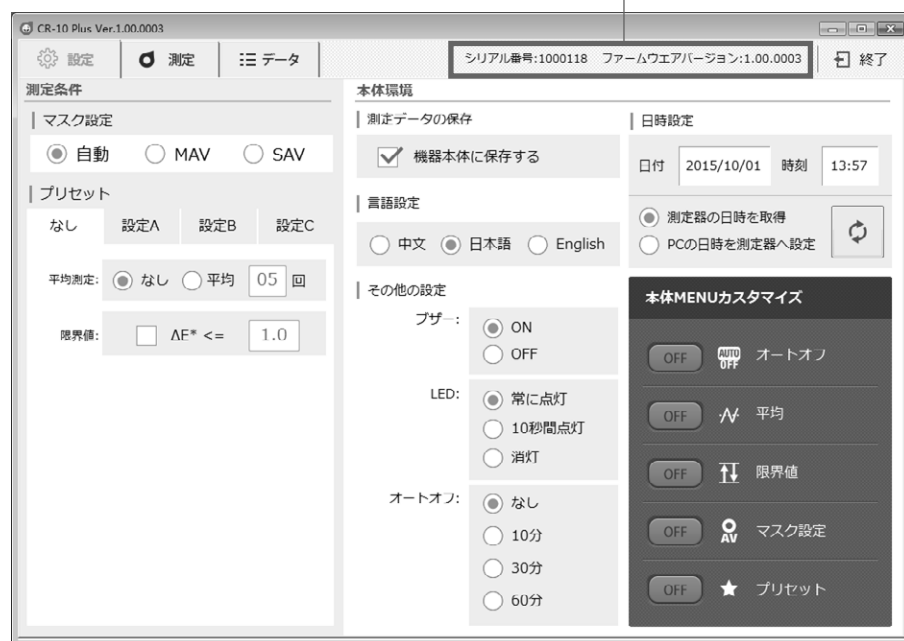 CR-10 Plus Ver.1.00.0003
設定 測定 データ シリアル番号:1000118 ファームウエアバージョン:1.00.0003 終了
測定条件
マスク設定
自動 MAV SAV
プリセット
なし 設定A 設定B 設定C
平均測定: なし 平均 05 回
限界値: ΔE* <= 1.0
本体環境
測定データの保存
機器本体に保存する
言語設定
中文 日本語 English
その他の設定
ブザー: ON
OFF
LED: 常に点灯
10秒間点灯
消灯
オートオフ: なし
10分
30分
60分
日時設定
日付 2015/10/01 時刻 13:57
測定器の日時を取得
PCの日時を測定器へ設定
本体MENUカスタマイズ
OFF AUTO OFF オートオフ
OFF 平均
OFF 限界値
OFF AV マスク設定
OFF プリセット